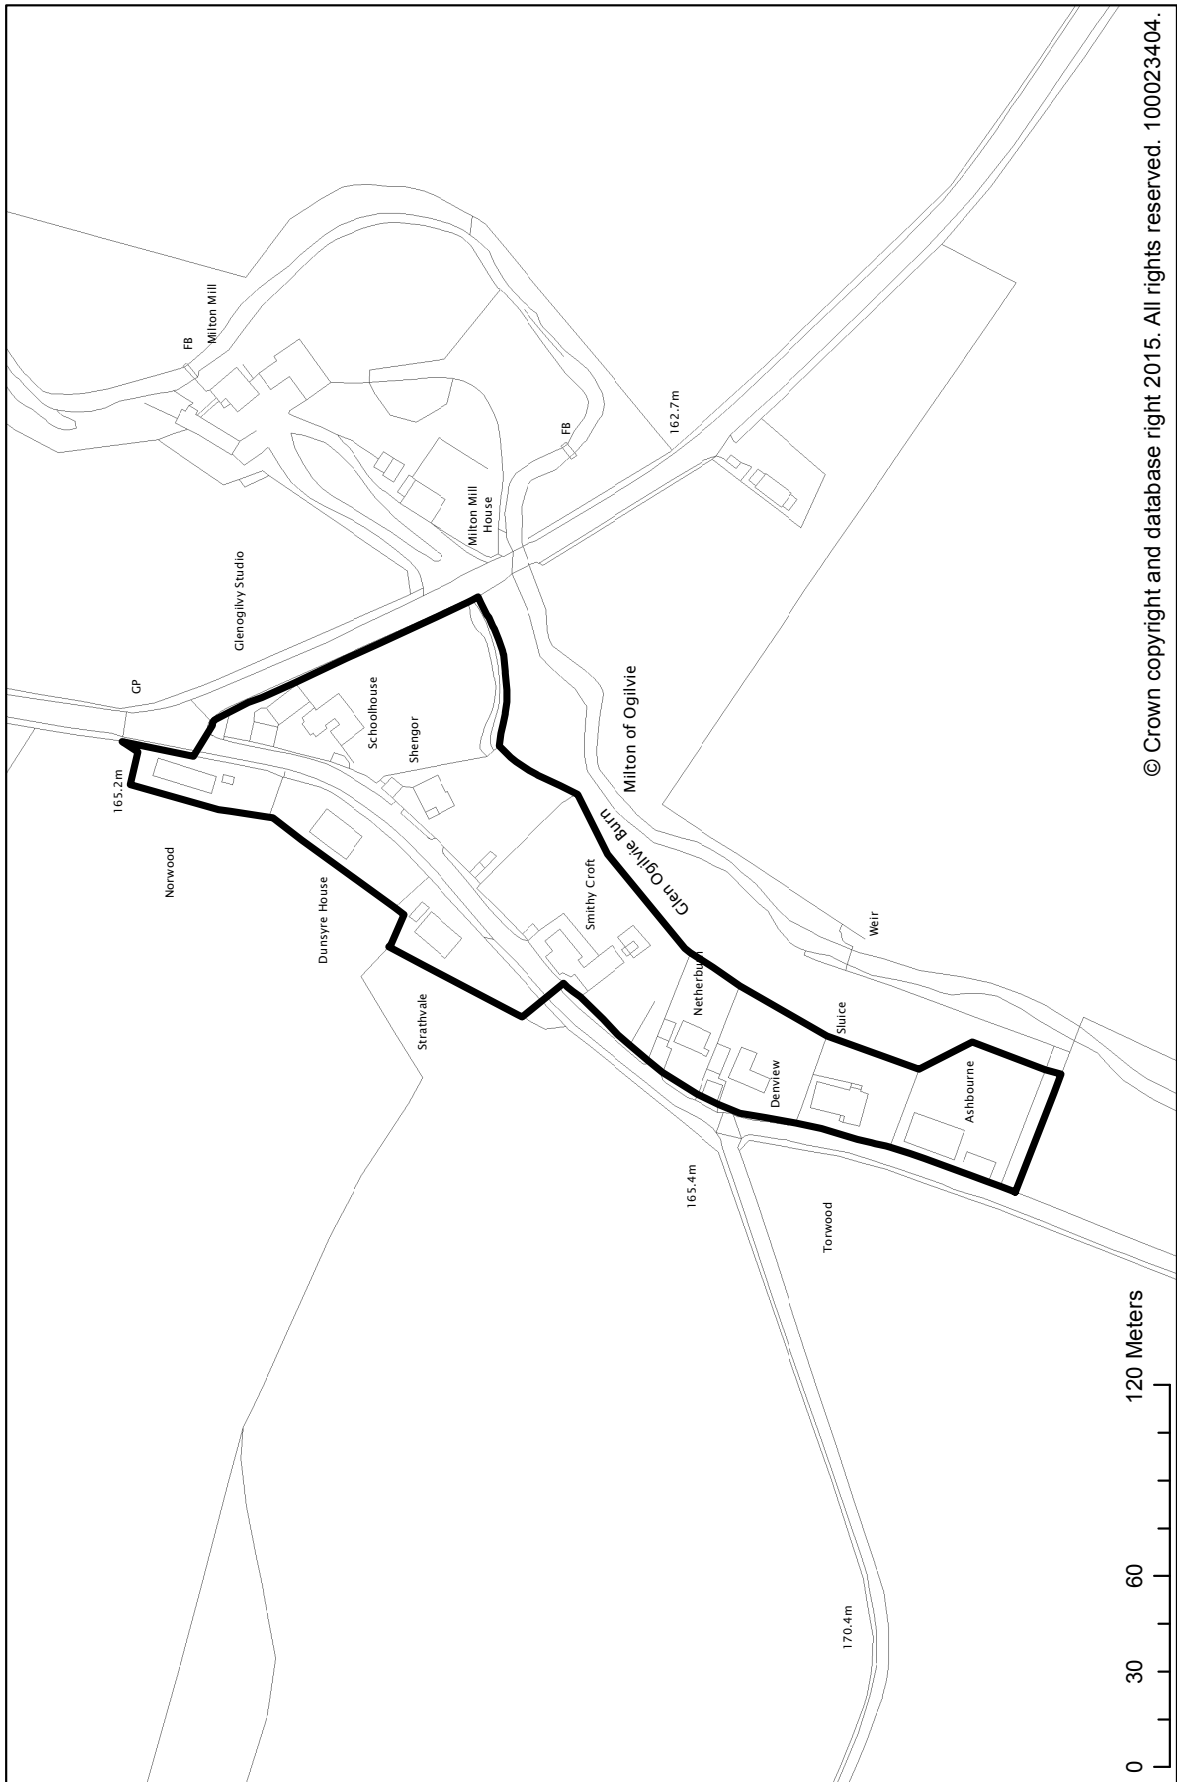 FB
Milton Mill
Glenogilvy Studio
GP
Milton Mill
House
FB
162.7m
Schoolhouse
Shengor
165.2m
Norwood
Dunsyre House
Strathvale
Smithy Croft
Milton of Ogilvie
Glen Ogilvie Burn
Netherburn
Weir
Sluice
Denview
Ashbourne
165.4m
Torwood
170.4m
0 30 60 120 Meters
© Crown copyright and database right 2015. All rights reserved. 100023404.